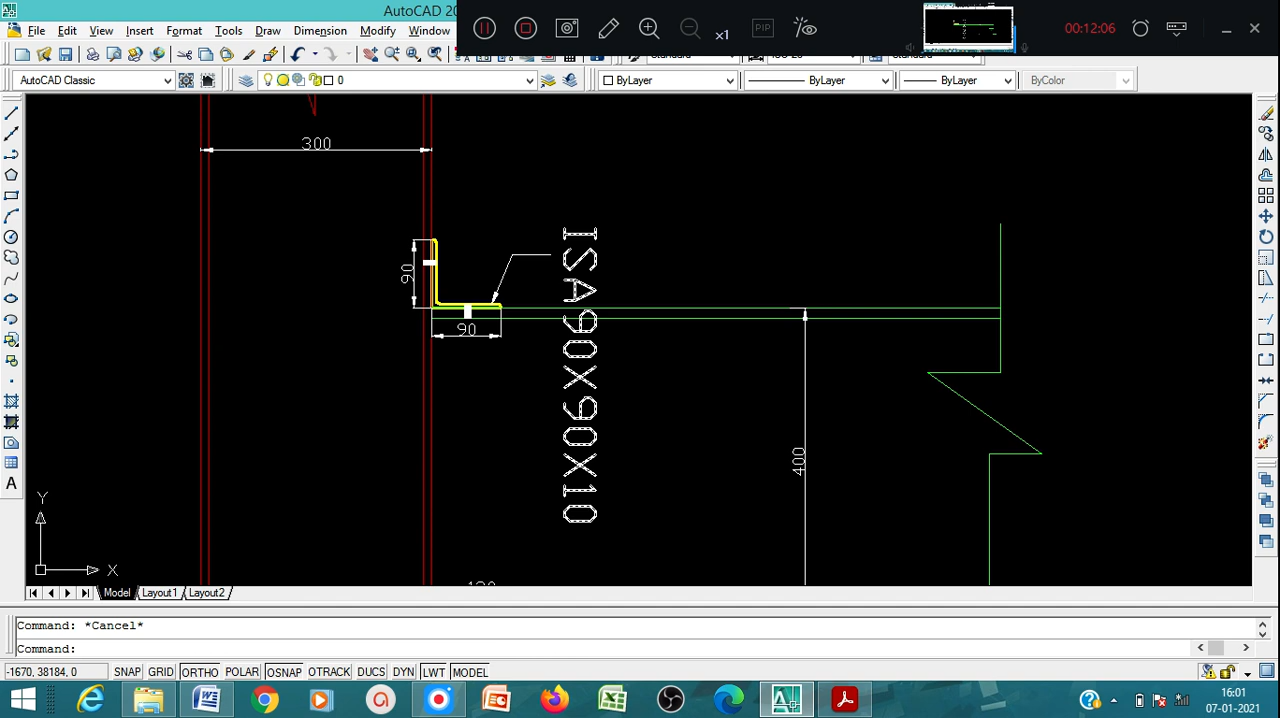 AutoCAD 20
File Edit View Insert Format Tools Draw Dimension Modify Window
x1
PIP
00:12:06
AutoCAD Classic
0
ByLayer
ByLayer
ByLayer
ByColor
300
90
90
ISA90X90X10
400
Y
X
A
Model Layout1 Layout2
Command: *Cancel*
Command:
-1670, 38184, 0
SNAP GRID ORTHO POLAR OSNAP OTRACK DUCS DYN LWT MODEL
16:01
07-01-2021